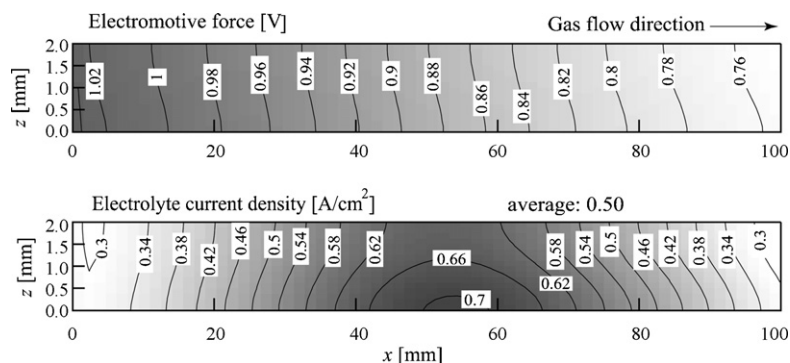 Electromotive force [V] Gas flow direction
2.0
1.5
1.0
0.5
0.0
z [mm]
1.02 1 0.98 0.96 0.94 0.92 0.9 0.88 0.86 0.84 0.82 0.8 0.78 0.76
0 20 40 60 80 100
Electrolyte current density [A/cm²] average: 0.50
2.0
1.5
1.0
0.5
0.0
z [mm]
0.3 0.34 0.38 0.42 0.46 0.5 0.54 0.58 0.62 0.66 0.7 0.62 0.58 0.54 0.5 0.46 0.42 0.38 0.34 0.3
0 20 40 60 80 100
x [mm]